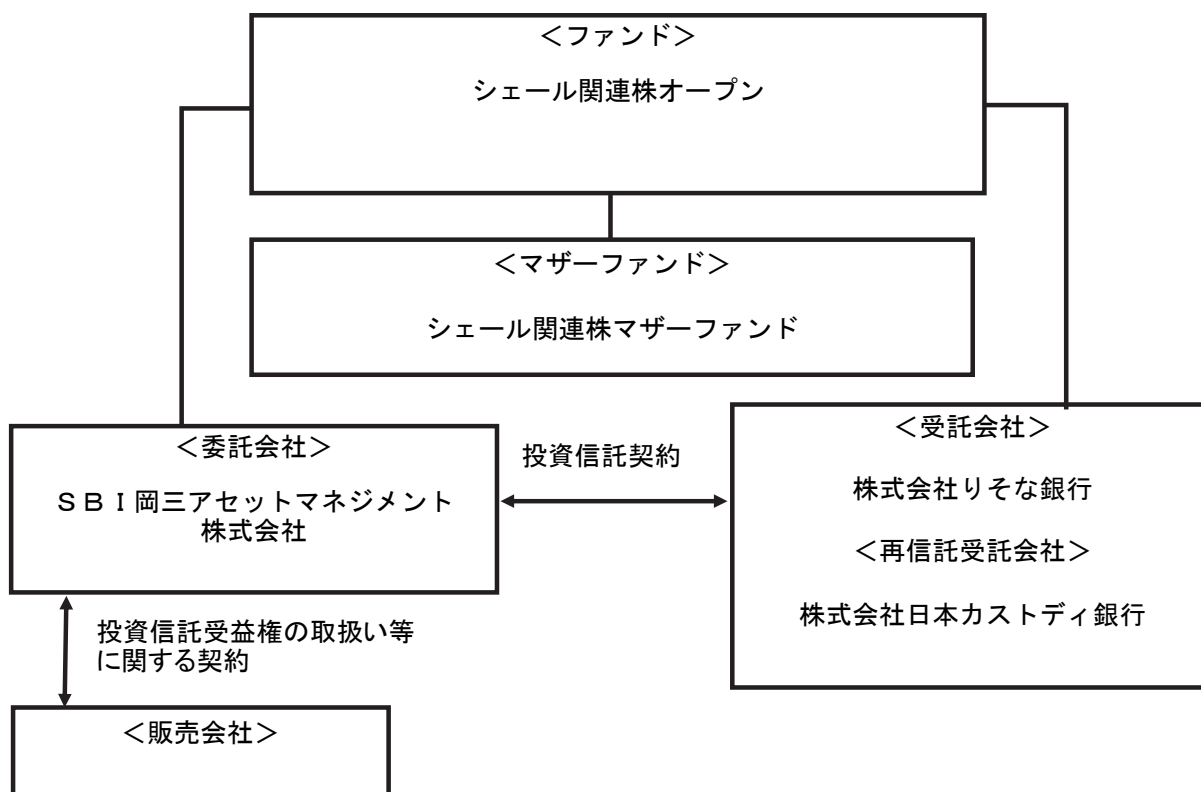 ＜ファンド＞
シェール関連株オープン
＜マザーファンド＞
シェール関連株マザーファンド
＜委託会社＞
ＳＢＩ岡三アセットマネジメント
株式会社
投資信託契約
＜受託会社＞
株式会社りそな銀行
＜再信託受託会社＞
株式会社日本カストディ銀行
投資信託受益権の取扱い等
に関する契約
＜販売会社＞